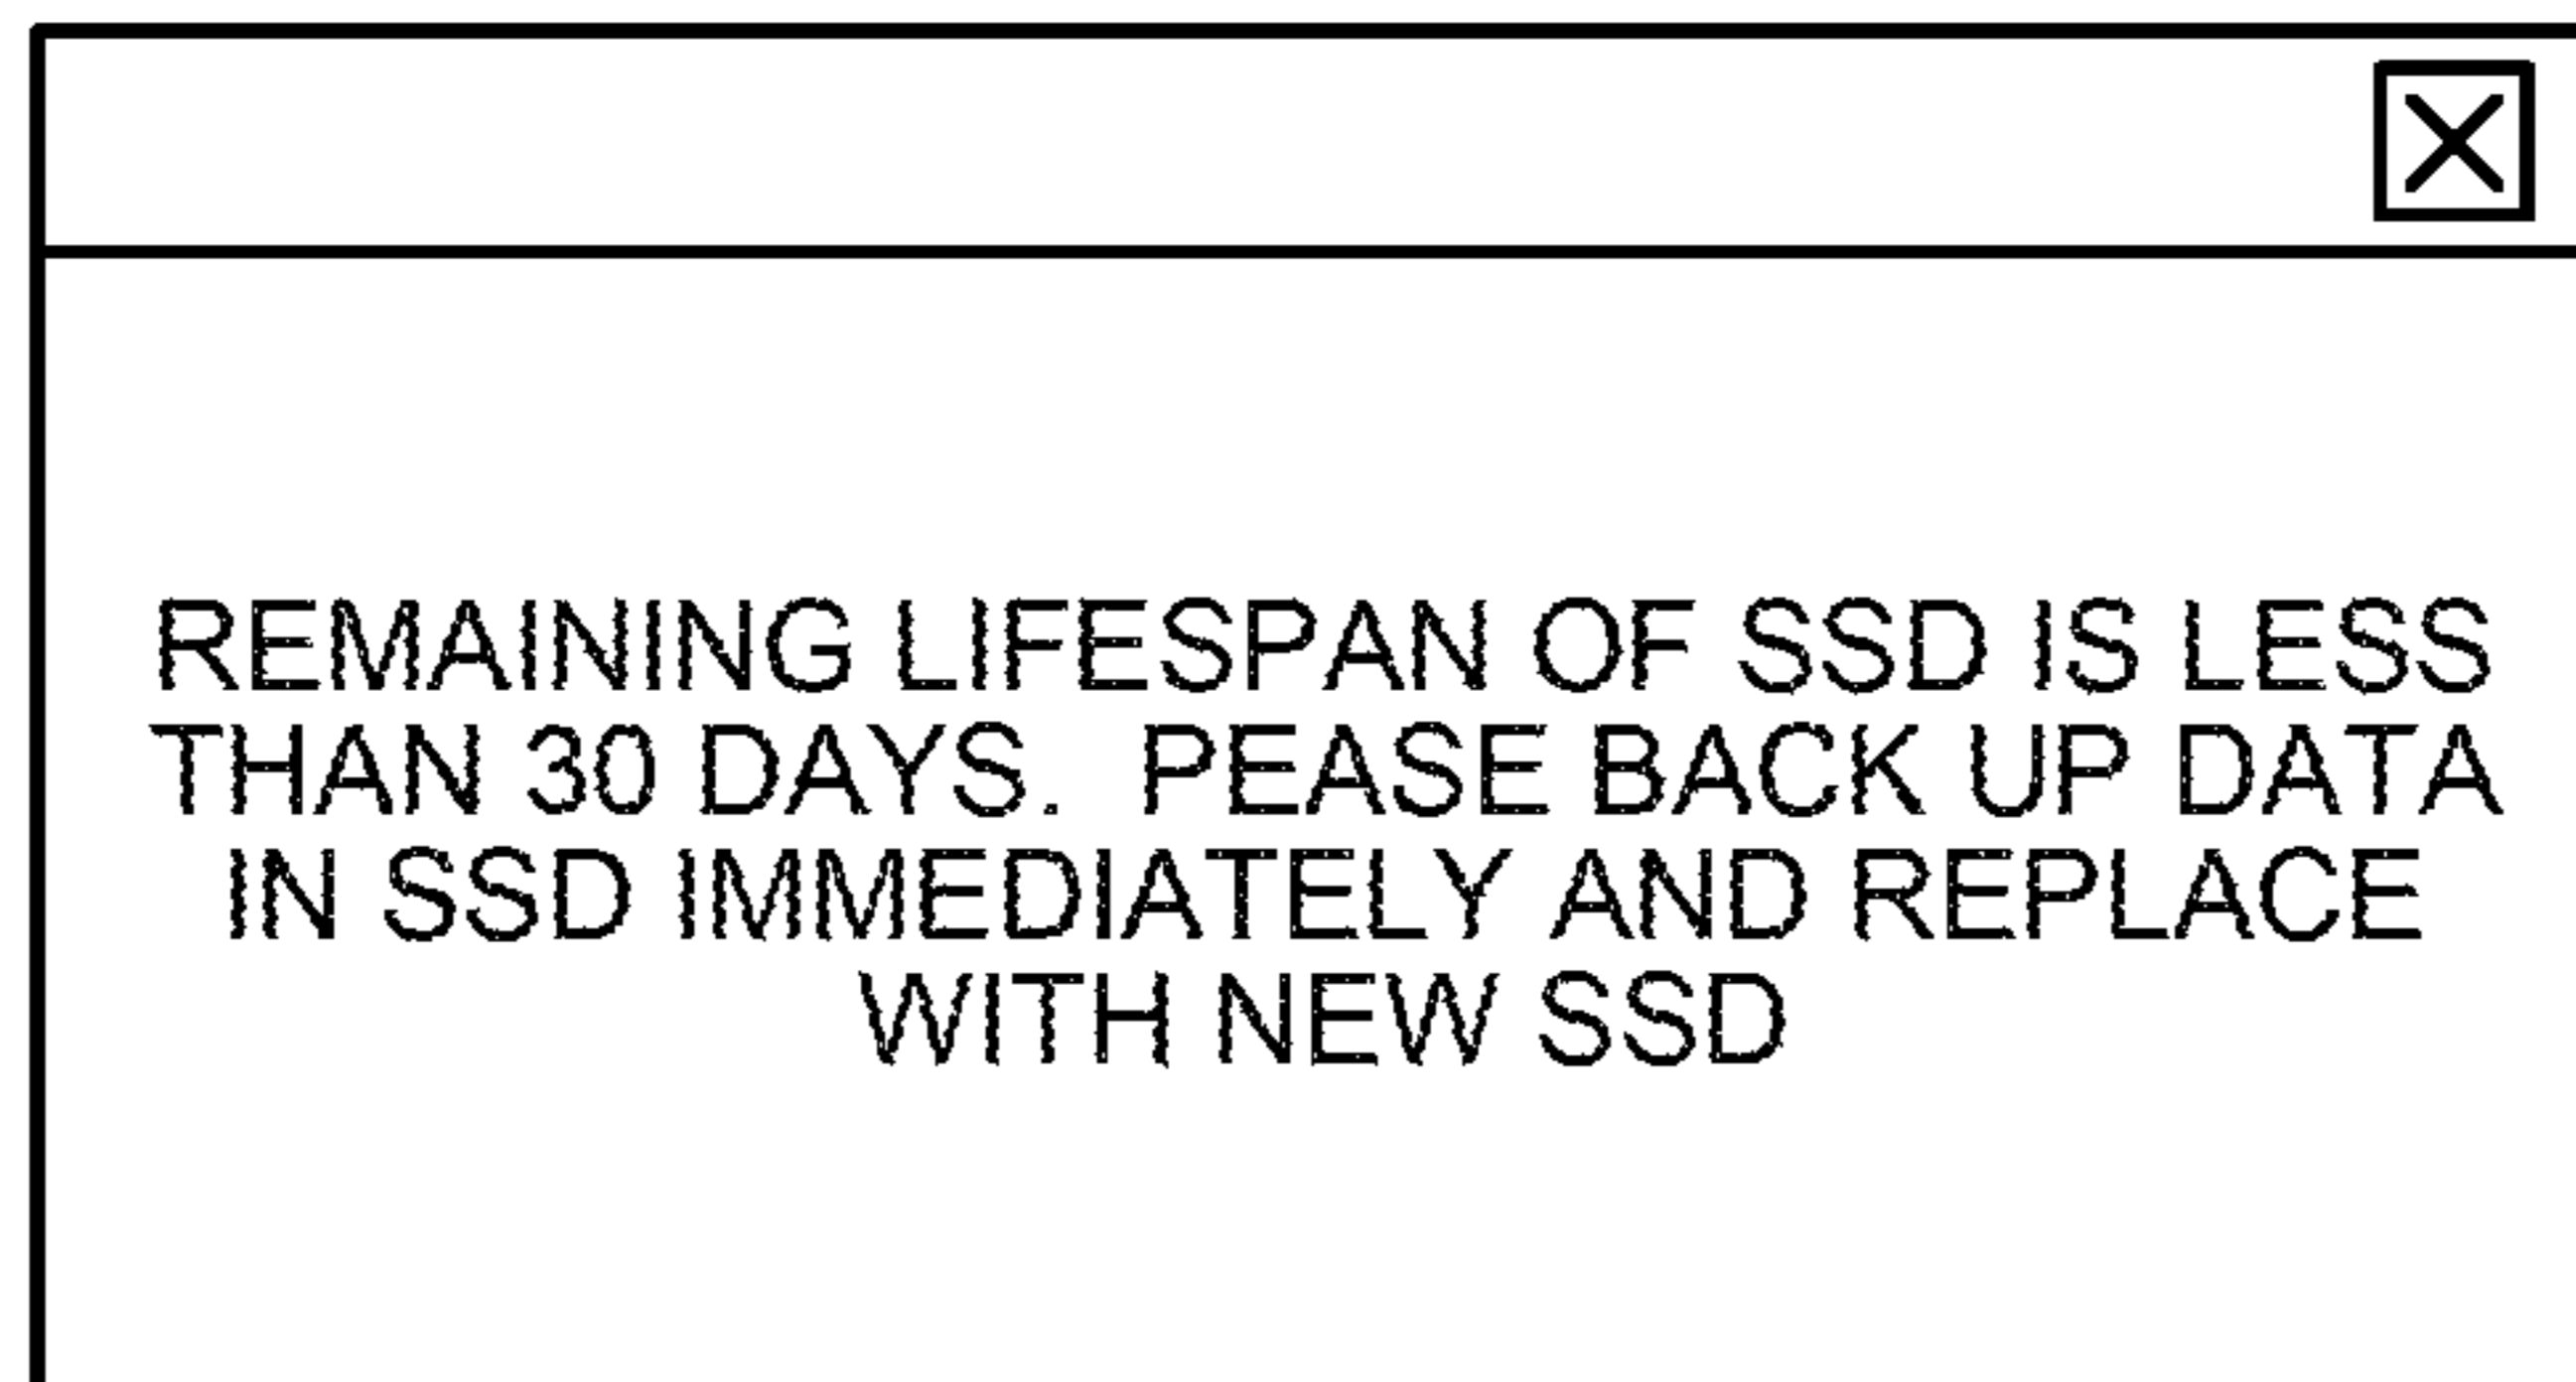 REMAINING LIFESPAN OF SSD IS LESS
THAN 30 DAYS.  PEASE BACK UP DATA
IN SSD IMMEDIATELY AND REPLACE
WITH NEW SSD